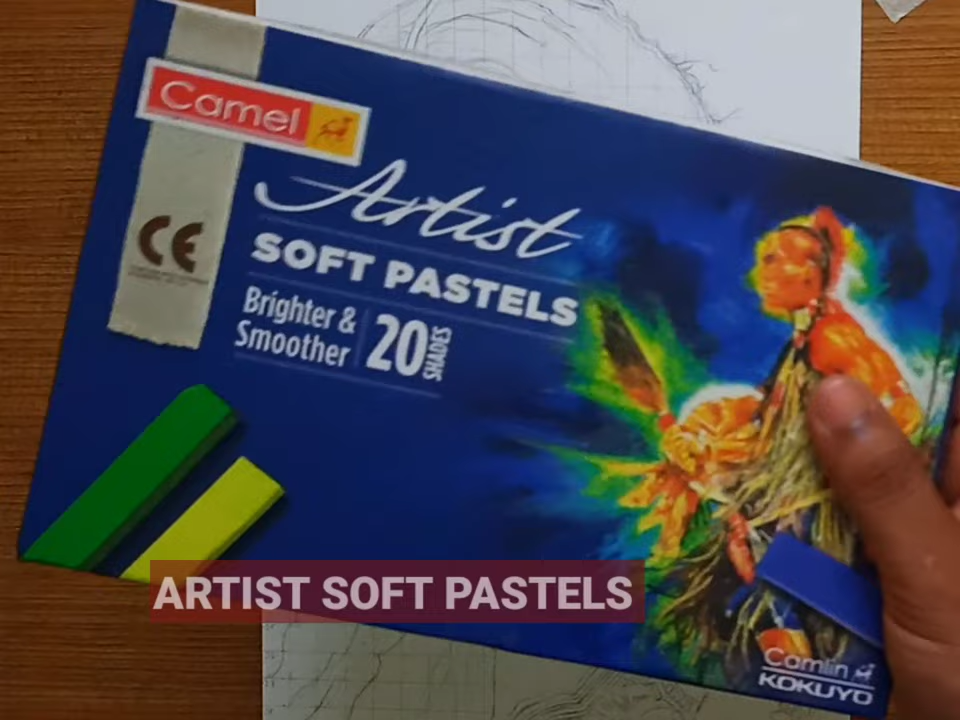 Camel
CE
Artist
SOFT PASTELS
Brighter &
Smoother
20
SHADES
ARTIST SOFT PASTELS
Camlin
KOKUYO